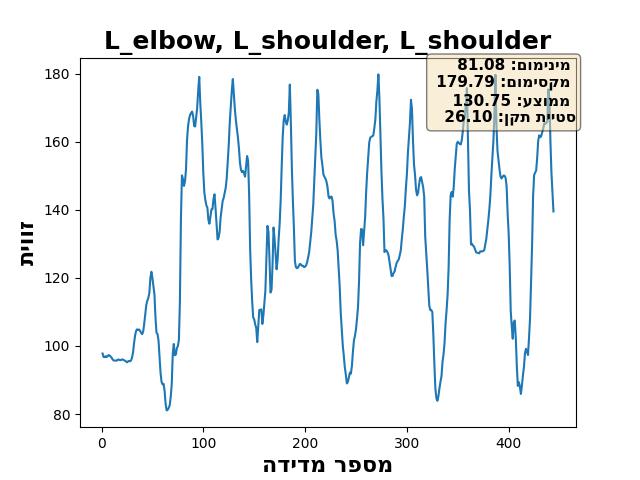 L_elbow, L_shoulder, L_shoulder
מינימום: 81.08
מקסימום: 179.79
ממוצע: 130.75
סטיית תקן: 26.10
180
160
140
120
100
80
זווית
0 100 200 300 400
מספר מדידה